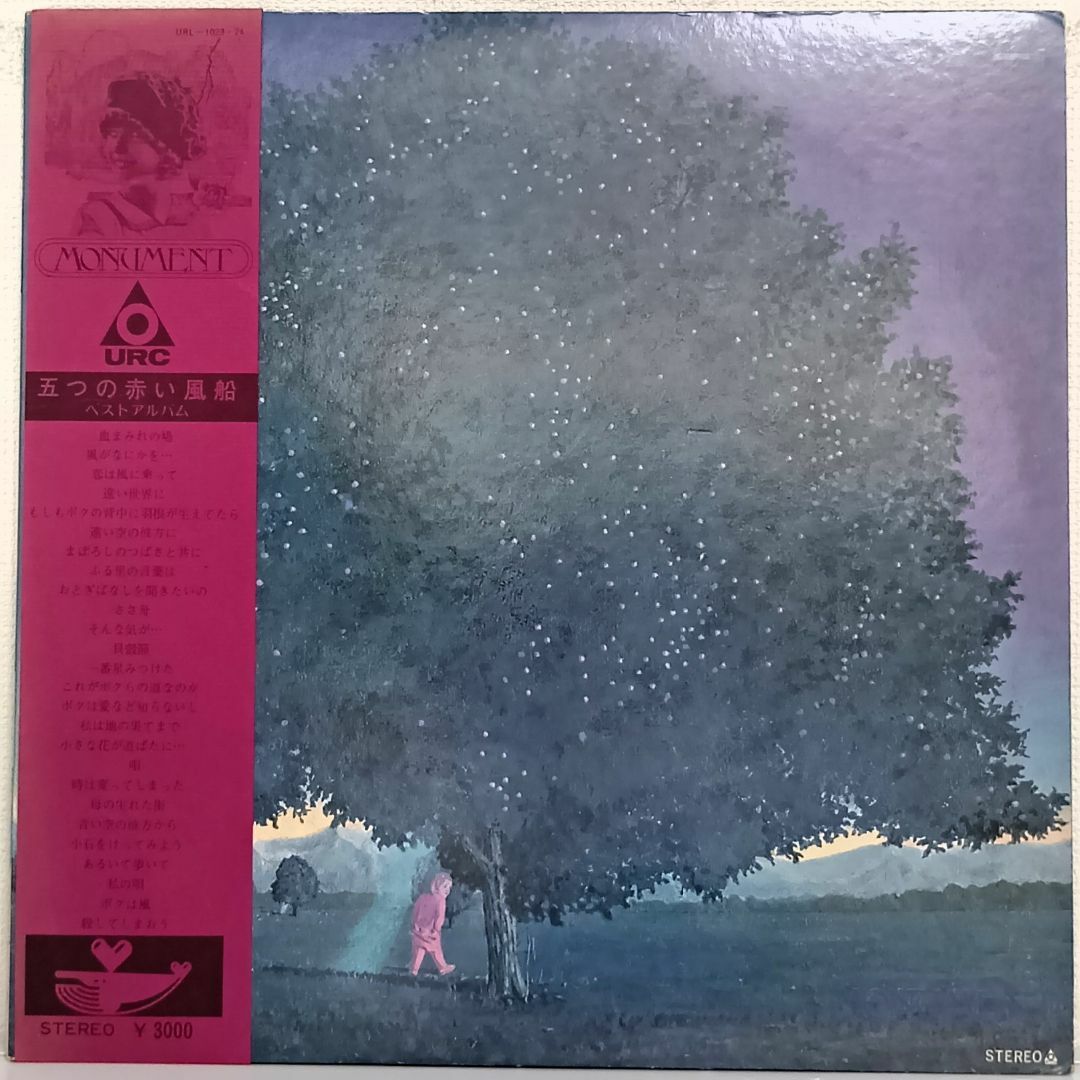 URL-1023・24
MONUMENT
URC
五つの赤い風船
ベストアルバム
血まみれの鳩
風がなにかを…
恋は風に乗って
遠い世界に
もしもボクの背中に羽根が生えてたら
遠い空の彼方に
まぼろしのつばさと共に
ふる里の言葉は
おとぎばなしを聞きたいの
ささ舟
そんな気が…
貝殻節
一番星みつけた
これがボクらの道なのか
ボクは愛など知らないし
私は地の果てまで
小さな花が道ばたに…
唄
時は変ってしまった
母の生れた街
青い空の彼方から
小石をけってみよう
あるいて歩いて
私の唄
ボクは風
殺してしまおう
STEREO ¥3000
STEREO